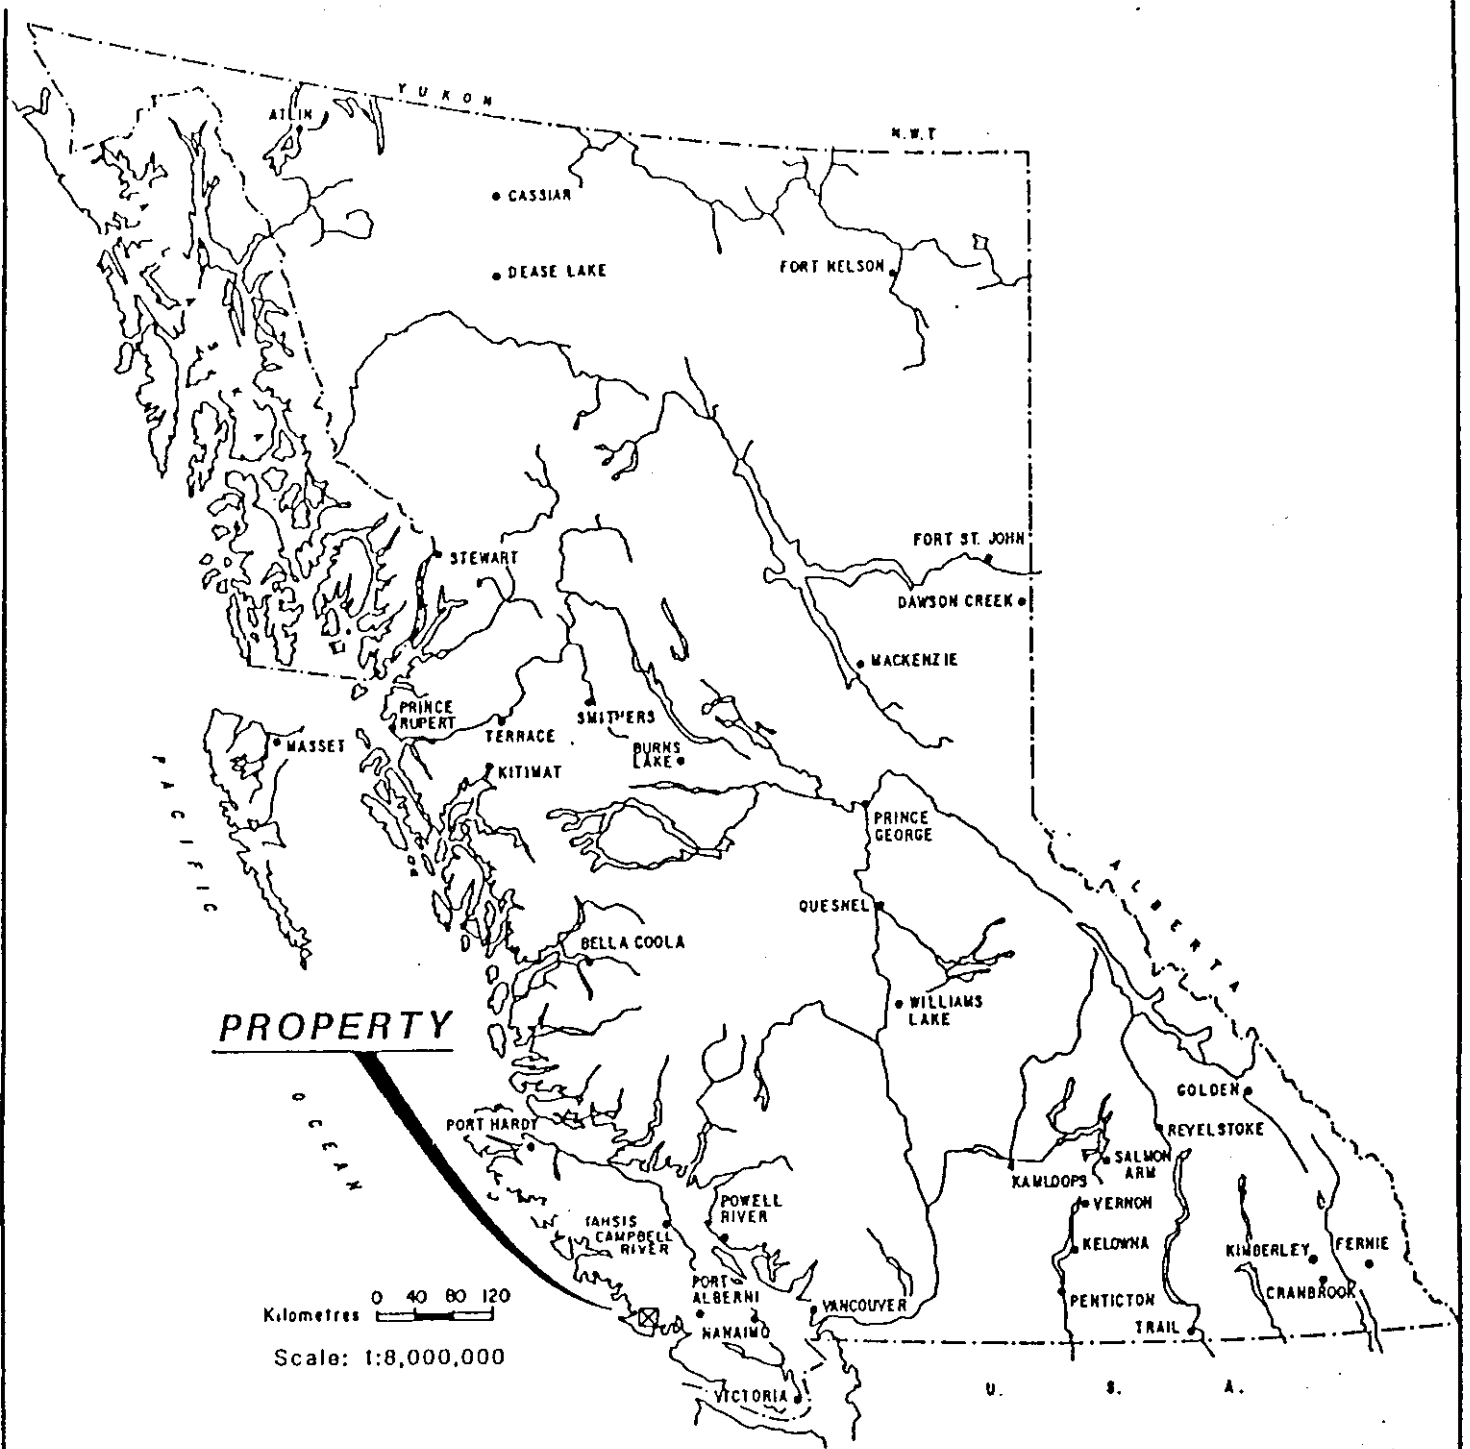 YUKON
N.W.T
ATLIN
CASSIAR
DEASE LAKE
FORT NELSON
STEWART
FORT ST. JOHN
DAWSON CREEK
MACKENZIE
PRINCE
RUPERT
TERRACE
SMITHERS
MASSET
BURNS
LAKE
KITIMAT
PACIFIC
PRINCE
GEORGE
ALBERTA
QUESNEL
BELLA COOLA
WILLIAMS
LAKE
PROPERTY
OCEAN
GOLDEN
PORT HARDY
REVELSTOKE
SALMON
ARM
KAMLOOPS
VERNON
POWELL
RIVER
TAHSIS
CAMPBELL
RIVER
KELOWNA
KIMBERLEY
FERNIE
CRANBROOK
PORT
ALBERNI
PENTICTON
VANCOUVER
NANAIMO
TRAIL
0 40 80 120
Kilometres
Scale: 1:8,000,000
VICTORIA
U. S. A.